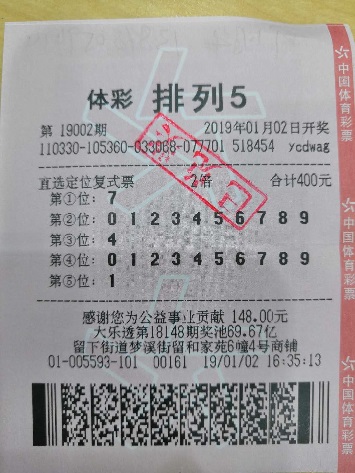 体彩 排列5
第 19002期 2019年01月02日开奖
110330-105360-033068-077701 518454 ycdwag
直选定位复式票 2倍 合计400元
第①位: 7
第②位: 0 1 2 3 4 5 6 7 8 9
第③位: 4
第④位: 0 1 2 3 4 5 6 7 8 9
第⑤位: 1
感谢您为公益事业贡献 148.00元
大乐透第18148期奖池69.67亿
留下街道梦溪街留和家苑6幢4号商铺
01-005593-101 00161 19/01/02 16:35:13
中国体育彩票
中国体育彩票
中国体育彩票